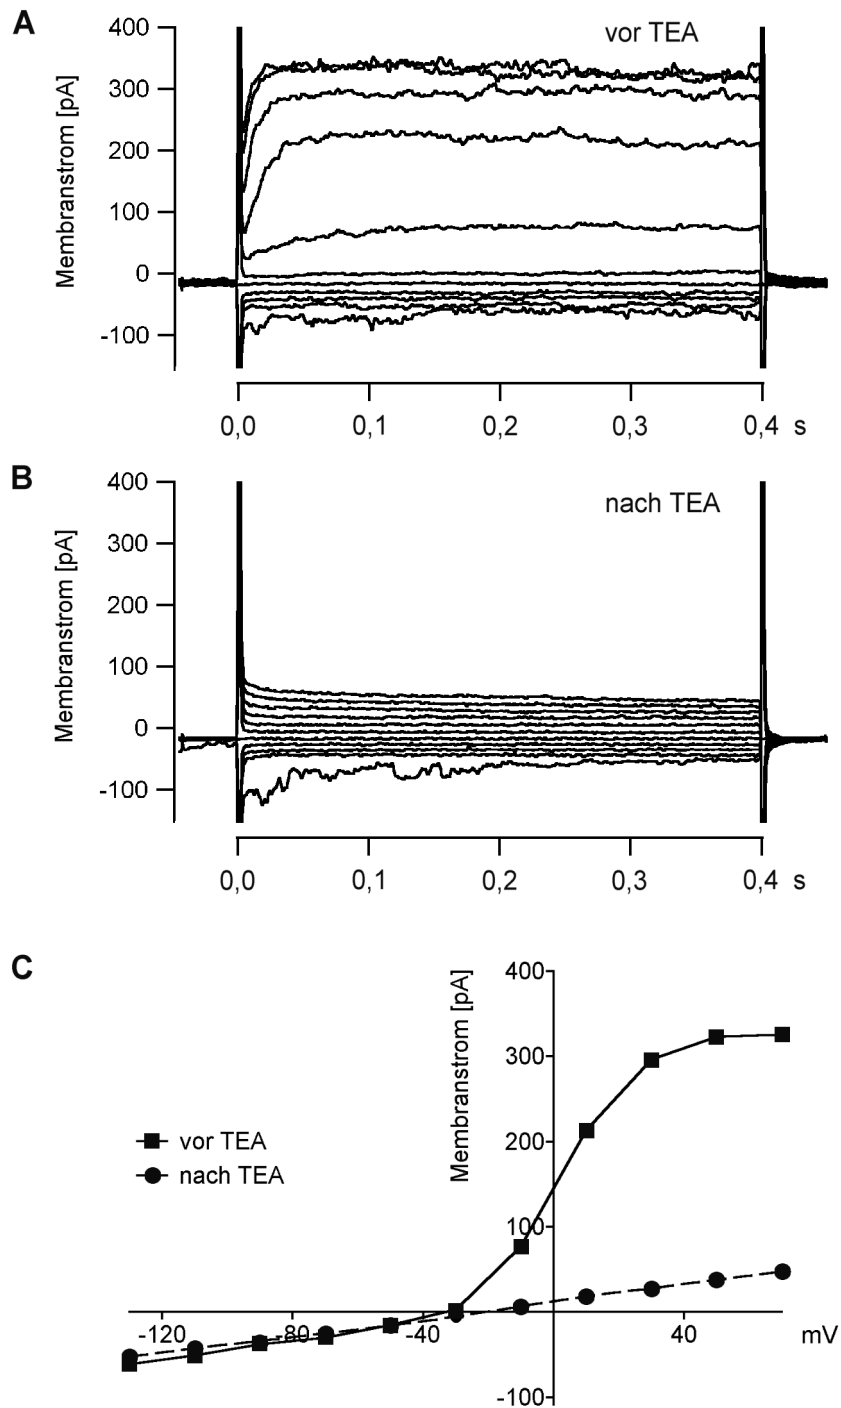 A
vor TEA
Membranstrom [pA]
400
300
200
100
0
-100
0,0 0,1 0,2 0,3 0,4 s
B
nach TEA
Membranstrom [pA]
400
300
200
100
0
-100
0,0 0,1 0,2 0,3 0,4 s
C
Membranstrom [pA]
400
300
200
100
-100
vor TEA
nach TEA
-120 -80 -40 40 mV